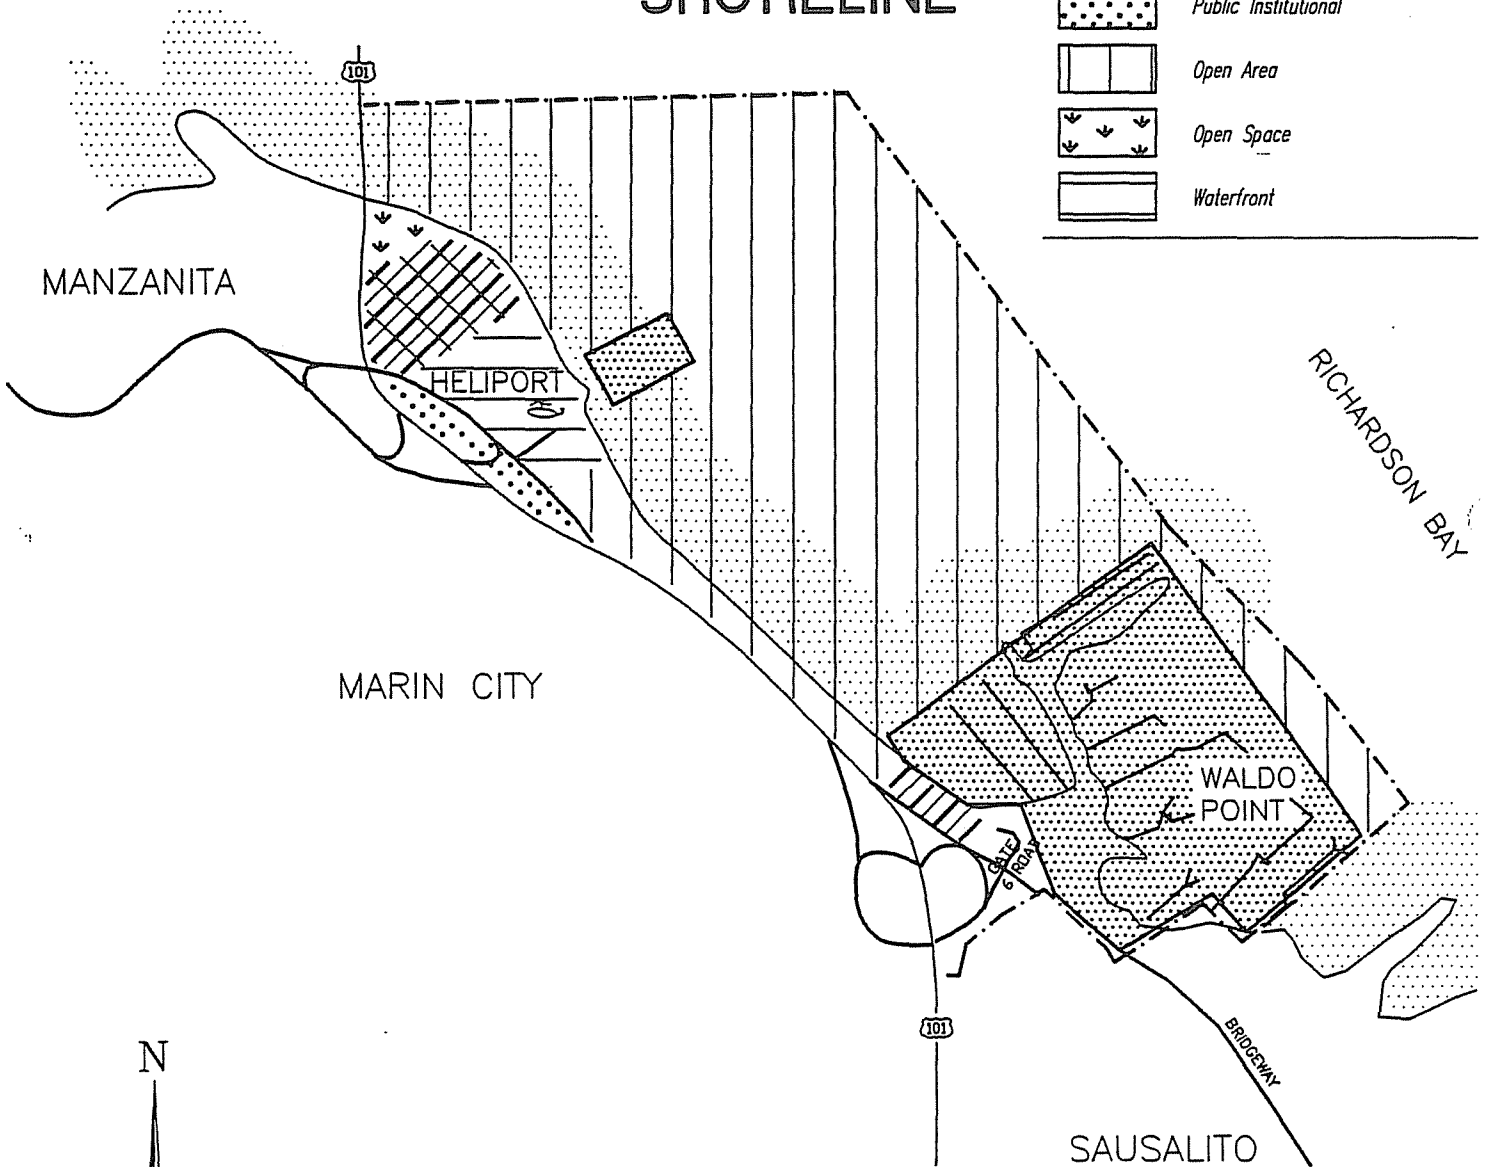 SHORELINE
Public Institutional
101
Open Area
Open Space
Waterfront
MANZANITA
HELIPORT
RICHARDSON BAY
MARIN CITY
WALDO
POINT
GATE
6 ROAD
101
BRIDGEWAY
N
SAUSALITO